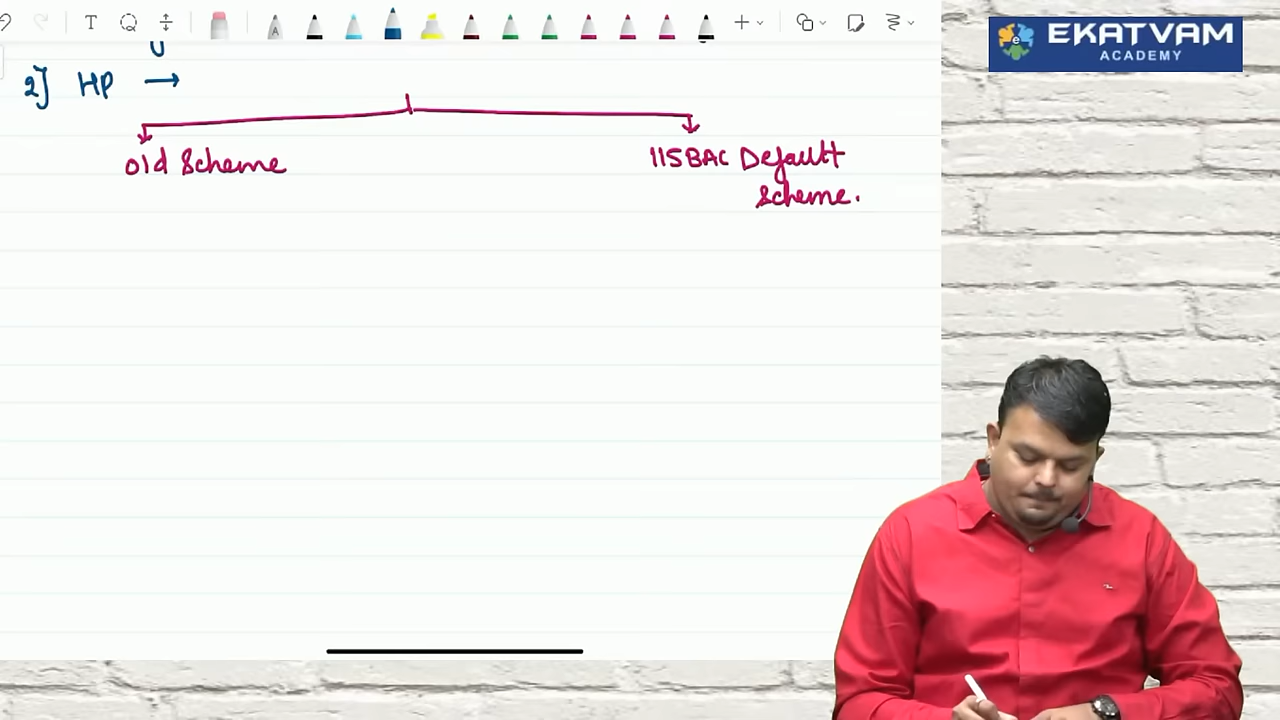 EKATVAM
ACADEMY
2] HP →
Old Scheme
115BAC Default
Scheme.